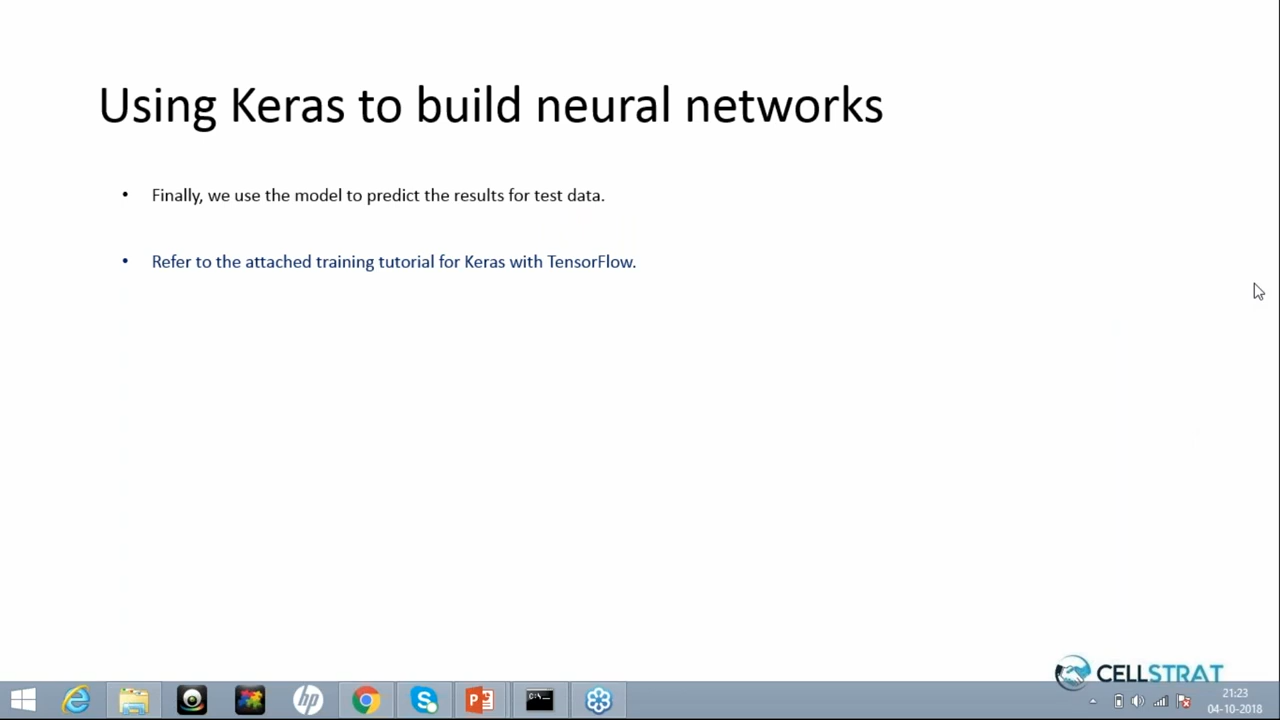 Using Keras to build neural networks
• Finally, we use the model to predict the results for test data.
• Refer to the attached training tutorial for Keras with TensorFlow.
CELLSTRAT
hp
21:23
04-10-2018